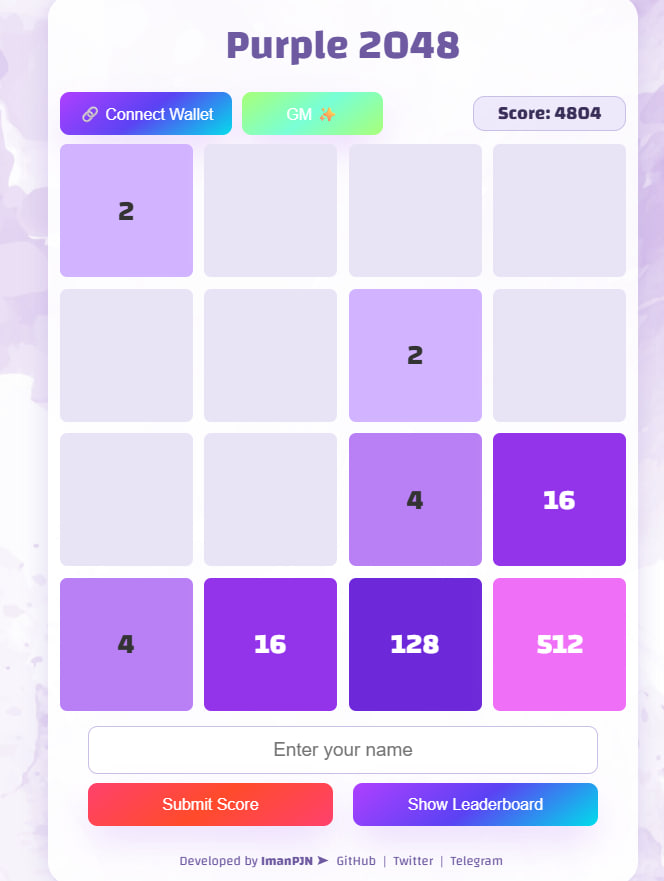 Purple 2048
🔗 Connect Wallet GM ✨ Score: 4804
2
2
4 16
4 16 128 512
Enter your name
Submit Score Show Leaderboard
Developed by ImanPJN ➤ GitHub | Twitter | Telegram